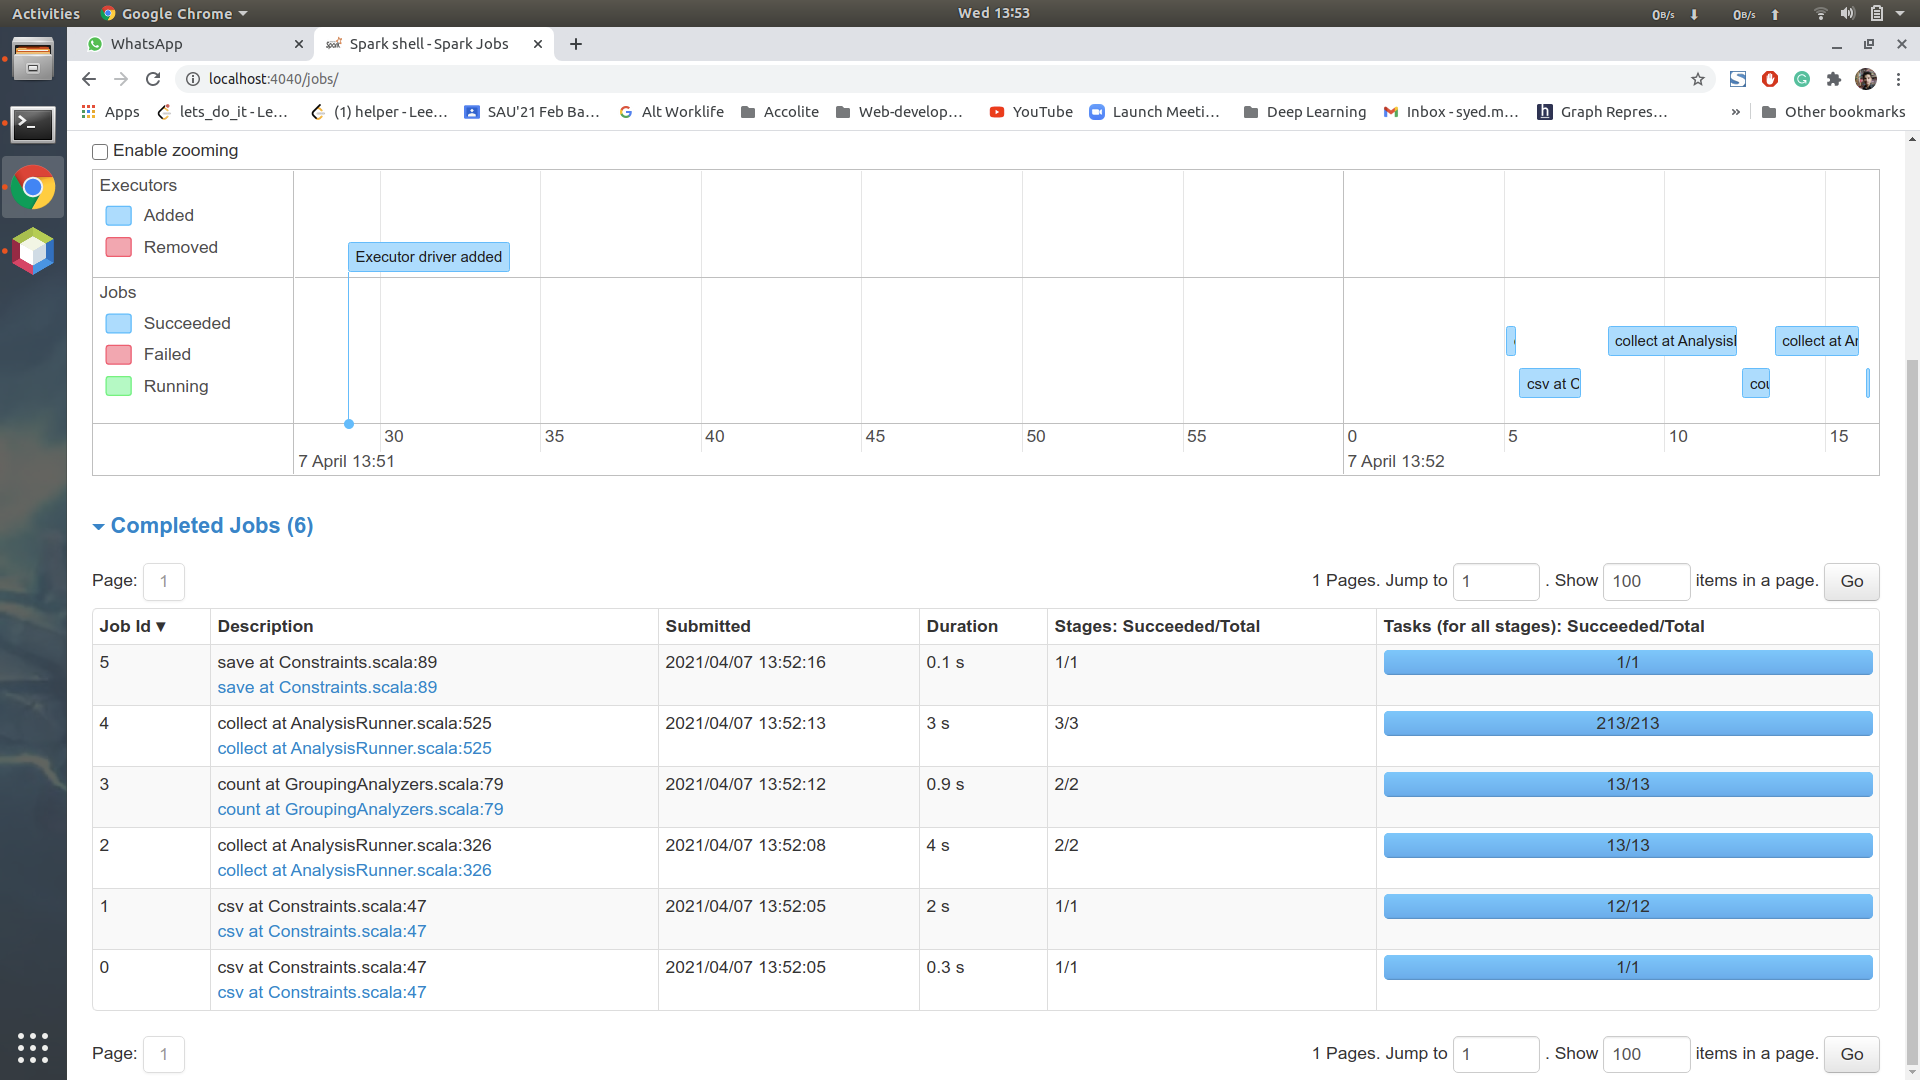 Activities Google Chrome Wed 13:53 0B/s 0B/s
WhatsApp Spark shell - Spark Jobs
localhost:4040/jobs/
Apps lets_do_it - Le... (1) helper - Lee... SAU'21 Feb Ba... Alt Worklife Accolite Web-develop... YouTube Launch Meeti... Deep Learning Inbox - syed.m... Graph Repres... » Other bookmarks
Enable zooming
Executors
Added
Removed
Executor driver added
Jobs
Succeeded
Failed
Running
collect at AnalysisI collect at Ar
csv at C cou
30 35 40 45 50 55 0 5 10 15
7 April 13:51 7 April 13:52
Completed Jobs (6)
Page: 1 1 Pages. Jump to 1 . Show 100 items in a page. Go
Job Id ▾ Description Submitted Duration Stages: Succeeded/Total Tasks (for all stages): Succeeded/Total
5 save at Constraints.scala:89 2021/04/07 13:52:16 0.1 s 1/1 1/1
save at Constraints.scala:89
4 collect at AnalysisRunner.scala:525 2021/04/07 13:52:13 3 s 3/3 213/213
collect at AnalysisRunner.scala:525
3 count at GroupingAnalyzers.scala:79 2021/04/07 13:52:12 0.9 s 2/2 13/13
count at GroupingAnalyzers.scala:79
2 collect at AnalysisRunner.scala:326 2021/04/07 13:52:08 4 s 2/2 13/13
collect at AnalysisRunner.scala:326
1 csv at Constraints.scala:47 2021/04/07 13:52:05 2 s 1/1 12/12
csv at Constraints.scala:47
0 csv at Constraints.scala:47 2021/04/07 13:52:05 0.3 s 1/1 1/1
csv at Constraints.scala:47
Page: 1 1 Pages. Jump to 1 . Show 100 items in a page. Go